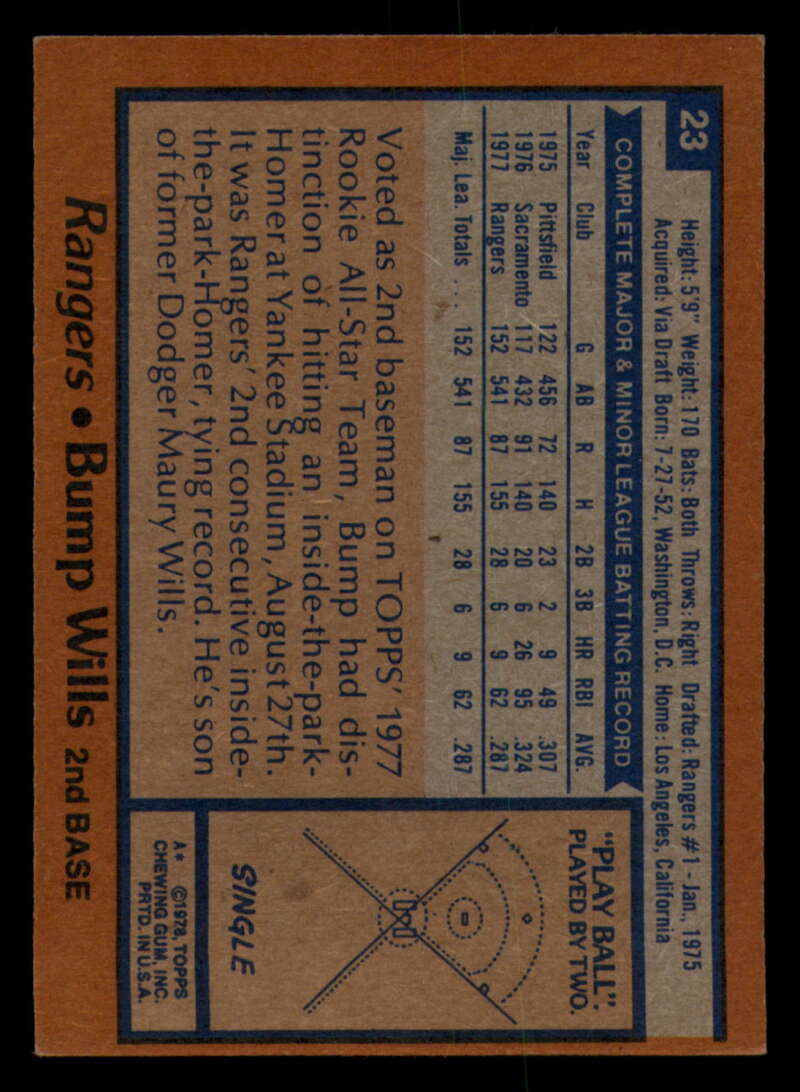 23
Height: 5'9" Weight: 170 Bats: Both Throws: Right Drafted: Rangers #1 - Jan., 1975
Acquired: Via Draft Born: 7-27-52, Washington, D.C. Home: Los Angeles, California
COMPLETE MAJOR & MINOR LEAGUE BATTING RECORD
Year Club G AB R H 2B 3B HR RBI AVG.
1975 Pittsfield 122 456 72 140 23 2 9 49 .307
1976 Sacramento 117 432 91 140 20 6 26 95 .324
1977 Rangers 152 541 87 155 28 6 9 62 .287
Maj. Lea. Totals ... 152 541 87 155 28 6 9 62 .287
Voted as 2nd baseman on TOPPS' 1977
Rookie All-Star Team, Bump had dis-
tinction of hitting an inside-the-park-
Homer at Yankee Stadium, August 27th.
It was Rangers' 2nd consecutive inside-
the-park-Homer, tying record. He's son
of former Dodger Maury Wills.
"PLAY BALL"
PLAYED BY TWO.
SINGLE
A* ©1978, TOPPS
CHEWING GUM, INC.
PRTD. IN U.S.A.
Rangers • Bump Wills 2nd BASE